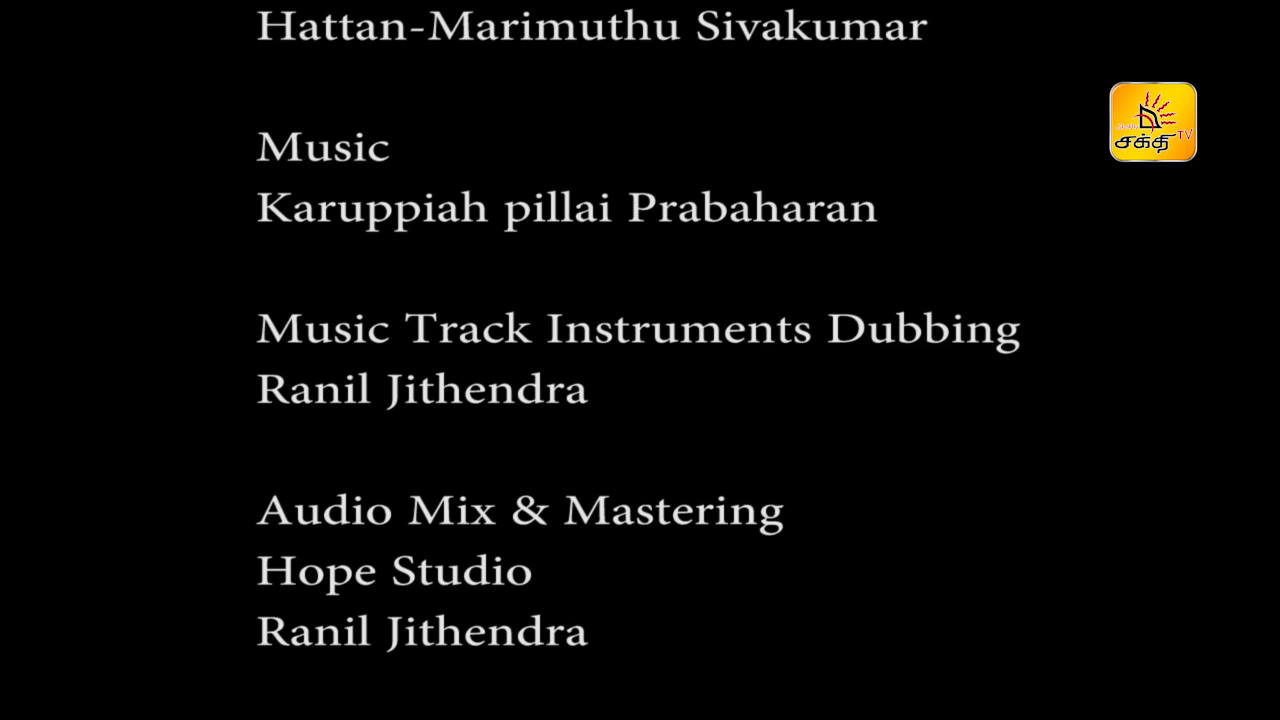 Hattan-Marimuthu Sivakumar
Music
Karuppiah pillai Prabaharan
Music Track Instruments Dubbing
Ranil Jithendra
Audio Mix & Mastering
Hope Studio
Ranil Jithendra
சக்தி TV